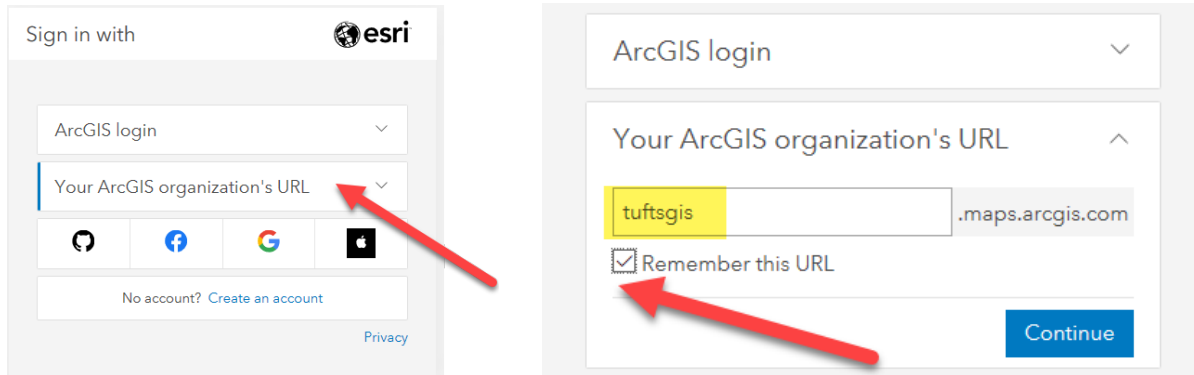 Sign in with
esri
ArcGIS login
Your ArcGIS organization's URL
No account? Create an account
Privacy
ArcGIS login
Your ArcGIS organization's URL
tuftsgis .maps.arcgis.com
Remember this URL
Continue